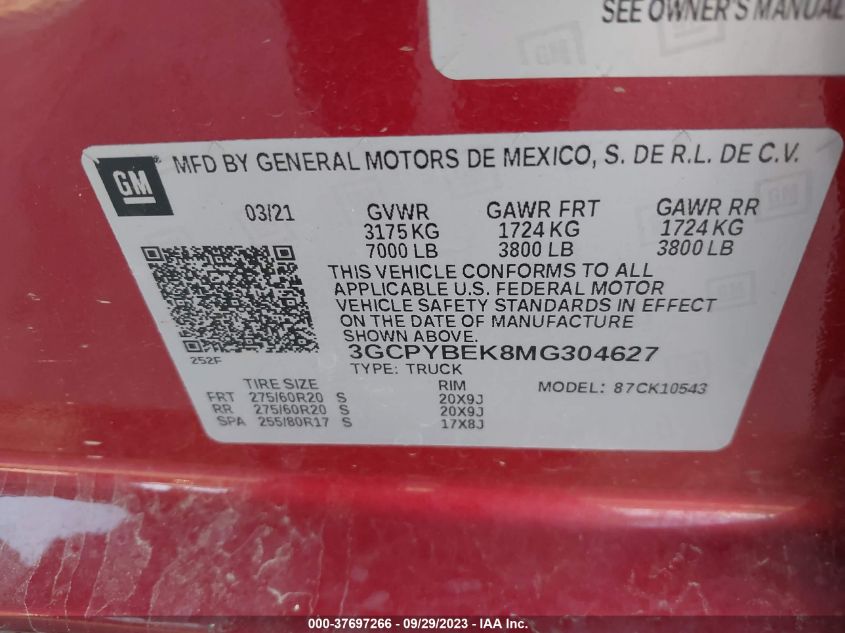 SEE OWNER'S MANUAL
GM
MFD BY GENERAL MOTORS DE MEXICO, S. DE R.L. DE C.V.
03/21 GVWR GAWR FRT GAWR RR
3175 KG 1724 KG 1724 KG
7000 LB 3800 LB 3800 LB
THIS VEHICLE CONFORMS TO ALL
APPLICABLE U.S. FEDERAL MOTOR
VEHICLE SAFETY STANDARDS IN EFFECT
ON THE DATE OF MANUFACTURE
SHOWN ABOVE.
252F
3GCPYBEK8MG304627
TYPE: TRUCK
TIRE SIZE RIM MODEL: 87CK10543
FRT 275/60R20 S 20X9J
RR 275/60R20 S 20X9J
SPA 255/80R17 S 17X8J
000-37697266 - 09/29/2023 - IAA Inc.